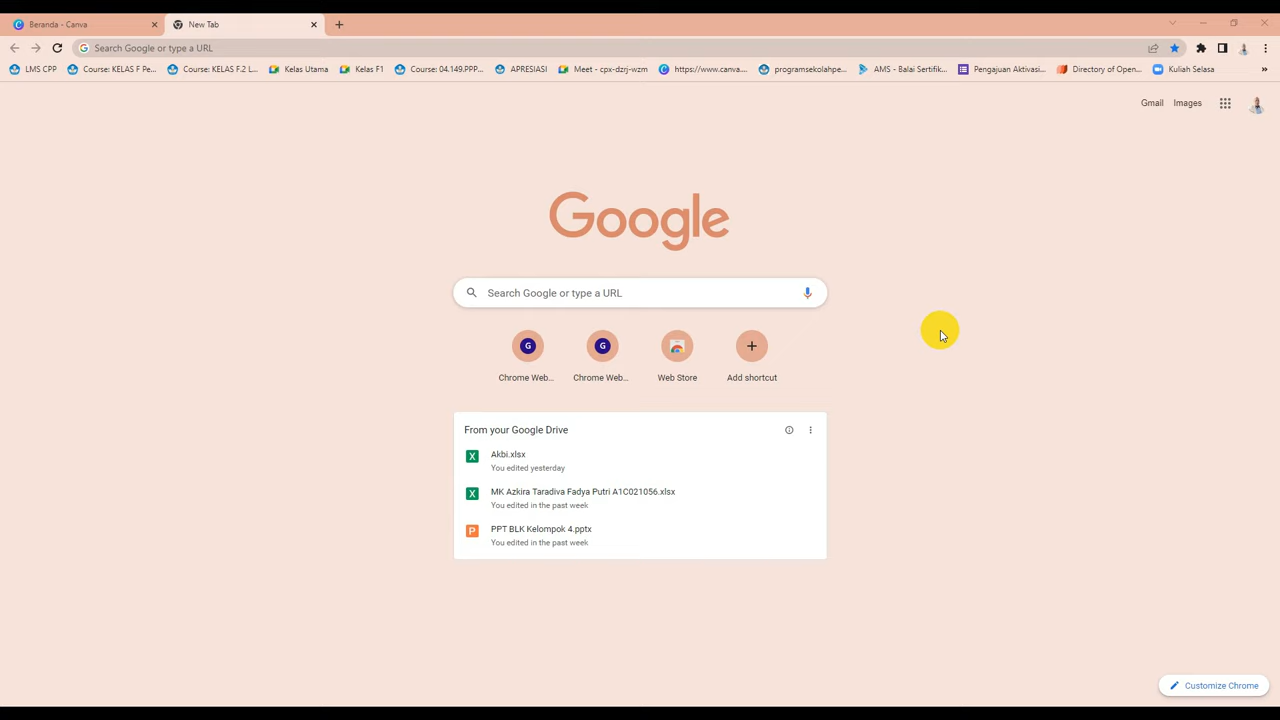 Beranda - Canva
New Tab
Search Google or type a URL
LMS CPP
Course: KELAS F Pe...
Course: KELAS F.2 L...
Kelas Utama
Kelas F1
Course: 04.149.PPP...
APRESIASI
Meet - cpx-dzrj-wzm
https://www.canva....
programsekolahpe...
AMS - Balai Sertifik...
Pengajuan Aktivasi...
Directory of Open...
Kuliah Selasa
Gmail
Images
Google
Search Google or type a URL
G
G
Chrome Web...
Chrome Web...
Web Store
Add shortcut
From your Google Drive
X
Akbi.xlsx
You edited yesterday
X
MK Azkira Taradiva Fadya Putri A1C021056.xlsx
You edited in the past week
P
PPT BLK Kelompok 4.pptx
You edited in the past week
Customize Chrome